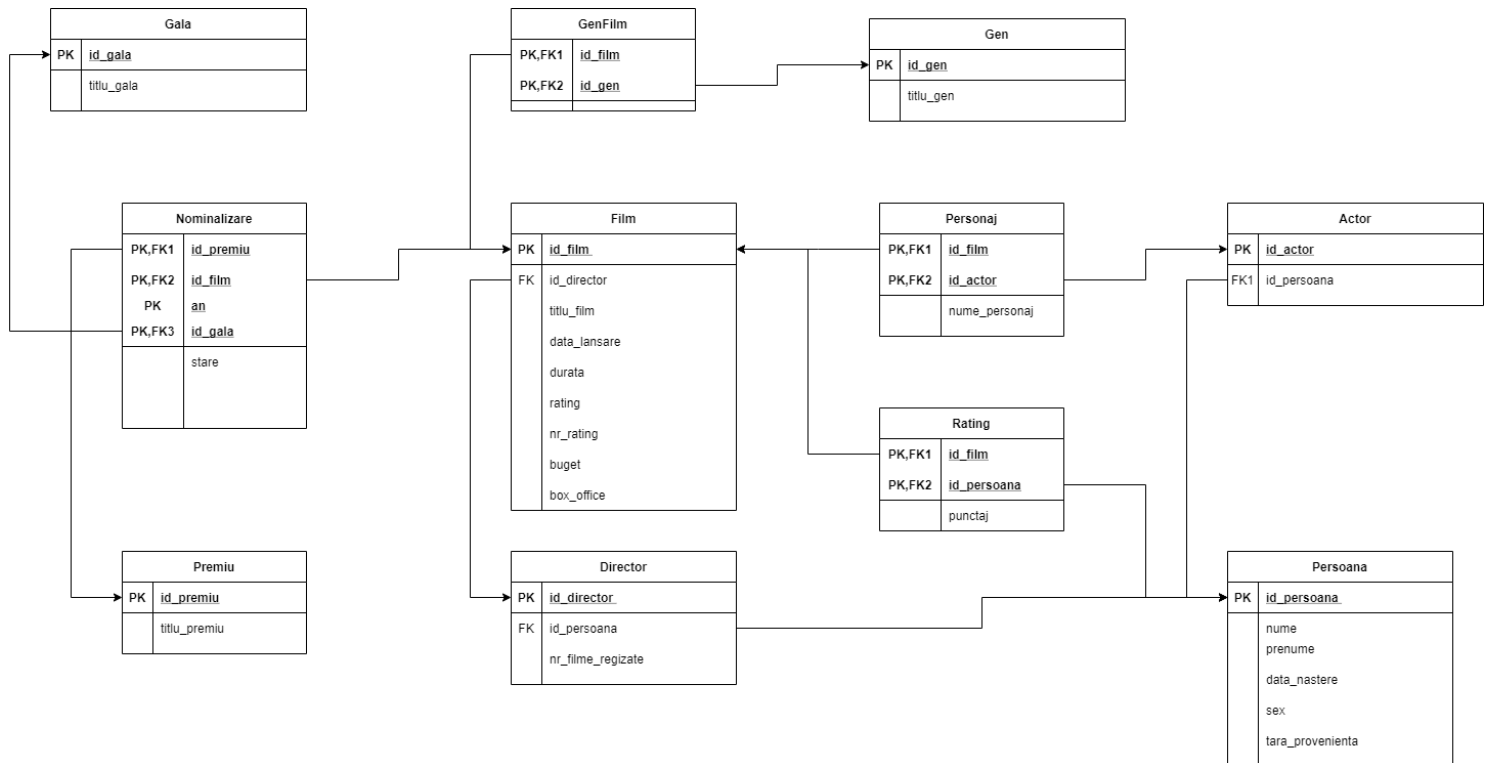 Gala
PK id_gala
titlu_gala
GenFilm
PK,FK1 id_film
PK,FK2 id_gen
Gen
PK id_gen
titlu_gen
Nominalizare
PK,FK1 id_premiu
PK,FK2 id_film
PK an
PK,FK3 id_gala
stare
Film
PK id_film
FK id_director
titlu_film
data_lansare
durata
rating
nr_rating
buget
box_office
Personaj
PK,FK1 id_film
PK,FK2 id_actor
nume_personaj
Actor
PK id_actor
FK1 id_persoana
Rating
PK,FK1 id_film
PK,FK2 id_persoana
punctaj
Premiu
PK id_premiu
titlu_premiu
Director
PK id_director
FK id_persoana
nr_filme_regizate
Persoana
PK id_persoana
nume
prenume
data_nastere
sex
tara_provenienta